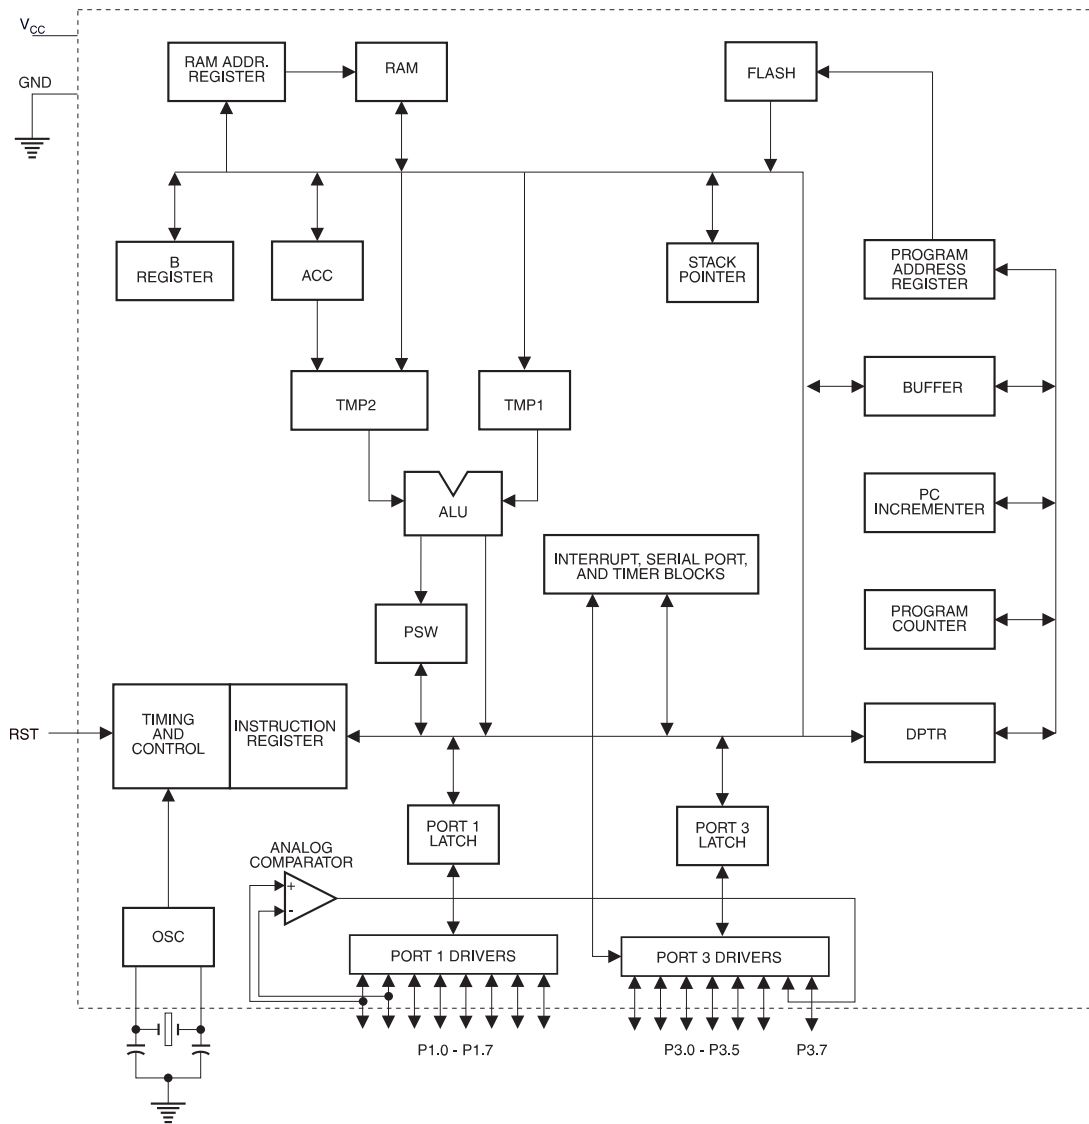 VCC
GND
RAM ADDR.
REGISTER
RAM
FLASH
B
REGISTER
ACC
STACK
POINTER
PROGRAM
ADDRESS
REGISTER
BUFFER
TMP2
TMP1
ALU
PC
INCREMENTER
INTERRUPT, SERIAL PORT,
AND TIMER BLOCKS
PSW
PROGRAM
COUNTER
RST
TIMING
AND
CONTROL
INSTRUCTION
REGISTER
DPTR
PORT 1
LATCH
PORT 3
LATCH
ANALOG
COMPARATOR
+
-
OSC
PORT 1 DRIVERS
PORT 3 DRIVERS
P1.0 - P1.7
P3.0 - P3.5
P3.7